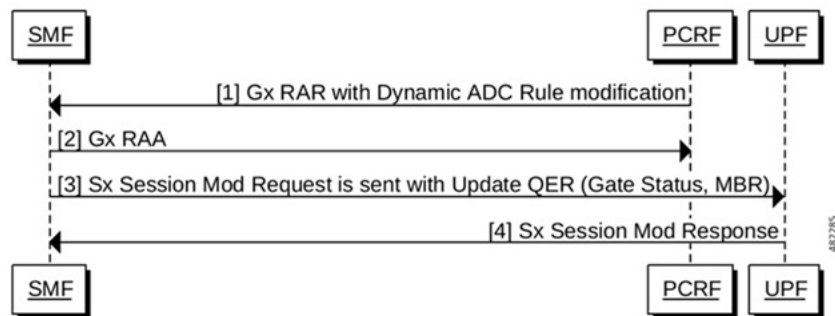 SMF PCRF UPF
[1] Gx RAR with Dynamic ADC Rule modification
[2] Gx RAA
[3] Sx Session Mod Request is sent with Update QER (Gate Status, MBR)
[4] Sx Session Mod Response
482285
SMF PCRF UPF